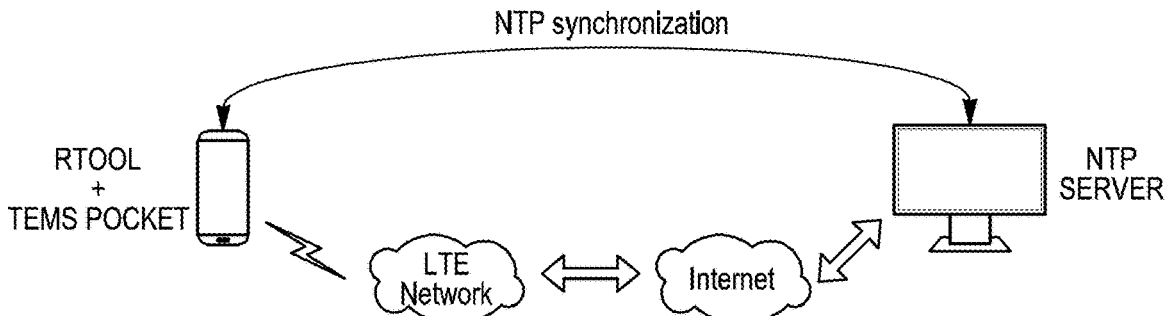 NTP synchronization
RTOOL
+
TEMS POCKET
LTE
Network
Internet
NTP
SERVER